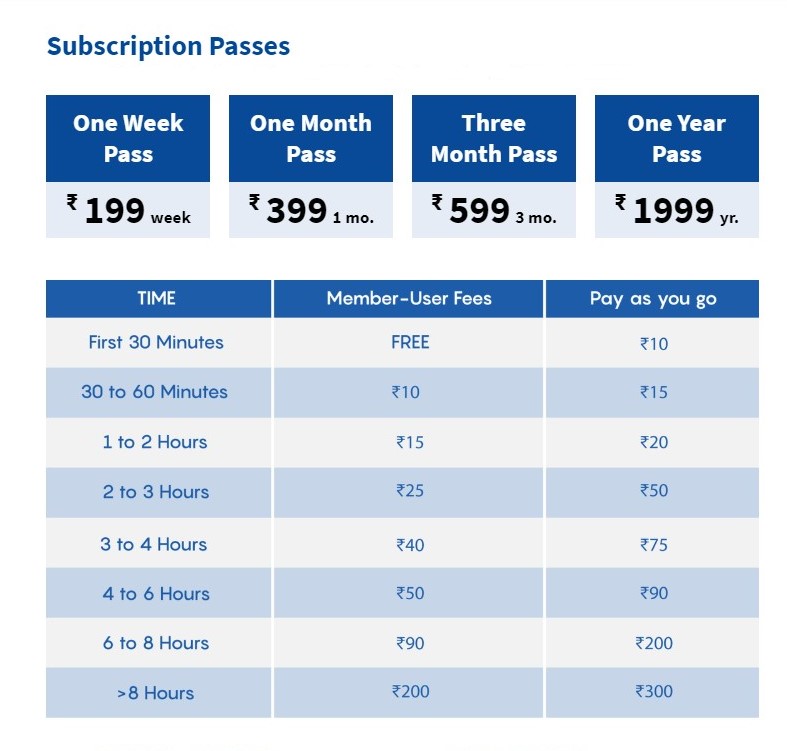 Subscription Passes
One Week
Pass
₹ 199 week
One Month
Pass
₹ 399 1 mo.
Three
Month Pass
₹ 599 3 mo.
One Year
Pass
₹ 1999 yr.
TIME Member-User Fees Pay as you go
First 30 Minutes FREE ₹10
30 to 60 Minutes ₹10 ₹15
1 to 2 Hours ₹15 ₹20
2 to 3 Hours ₹25 ₹50
3 to 4 Hours ₹40 ₹75
4 to 6 Hours ₹50 ₹90
6 to 8 Hours ₹90 ₹200
>8 Hours ₹200 ₹300